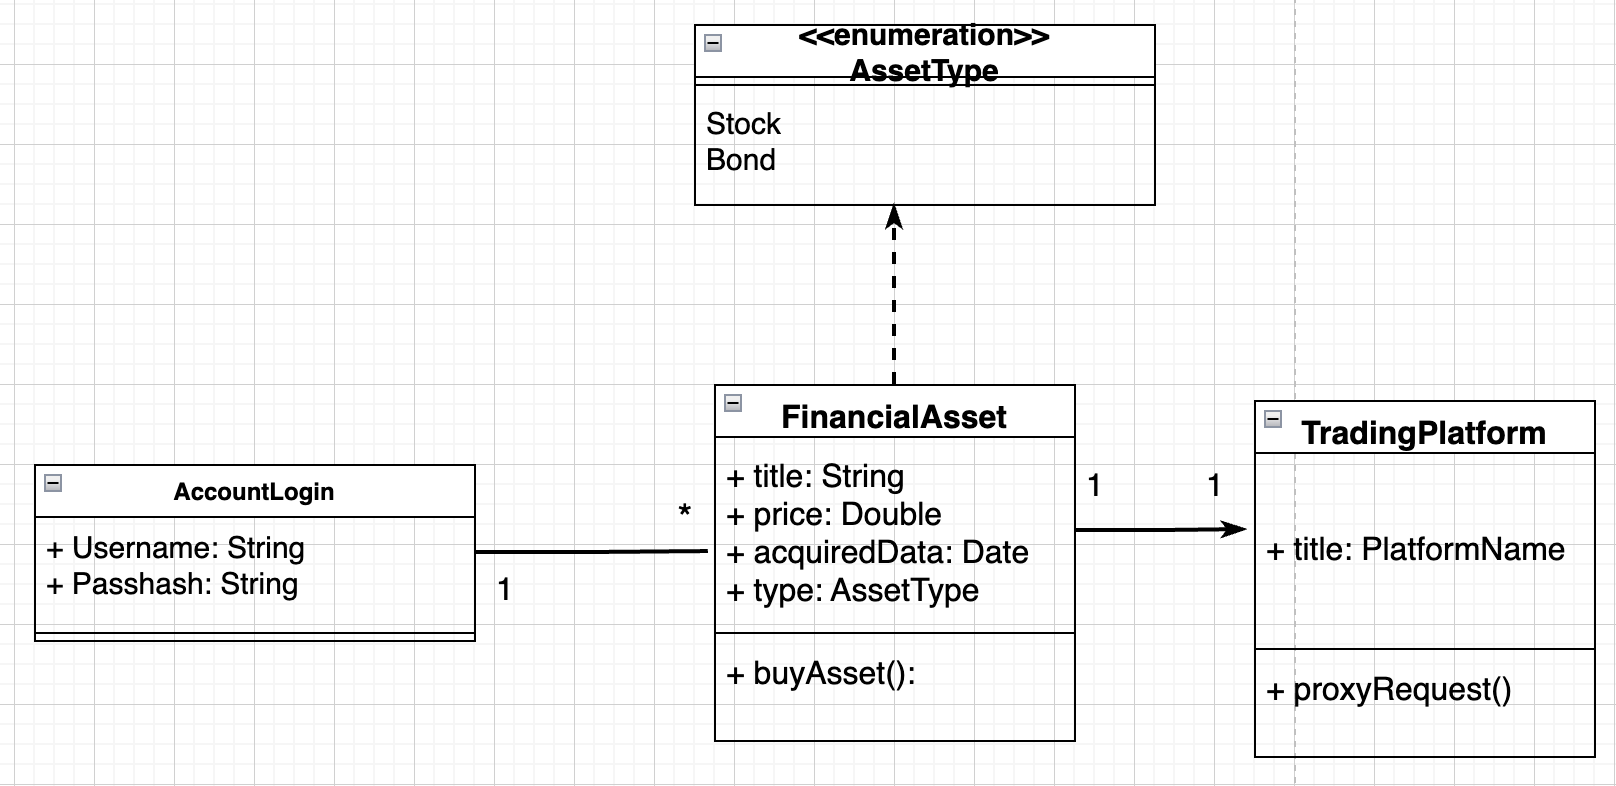 <<enumeration>>
AssetType
Stock
Bond
FinancialAsset
+ title: String
+ price: Double
+ acquiredData: Date
+ type: AssetType
+ buyAsset():
AccountLogin
+ Username: String
+ Passhash: String
*
1
1
1
TradingPlatform
+ title: PlatformName
+ proxyRequest()